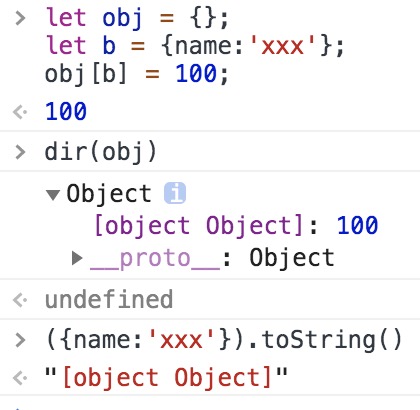 > let obj = {};
let b = {name:'xxx'};
obj[b] = 100;
<· 100
> dir(obj)
▼Object i
[object Object]: 100
▶__proto__: Object
<· undefined
> ({name:'xxx'}).toString()
<· "[object Object]"